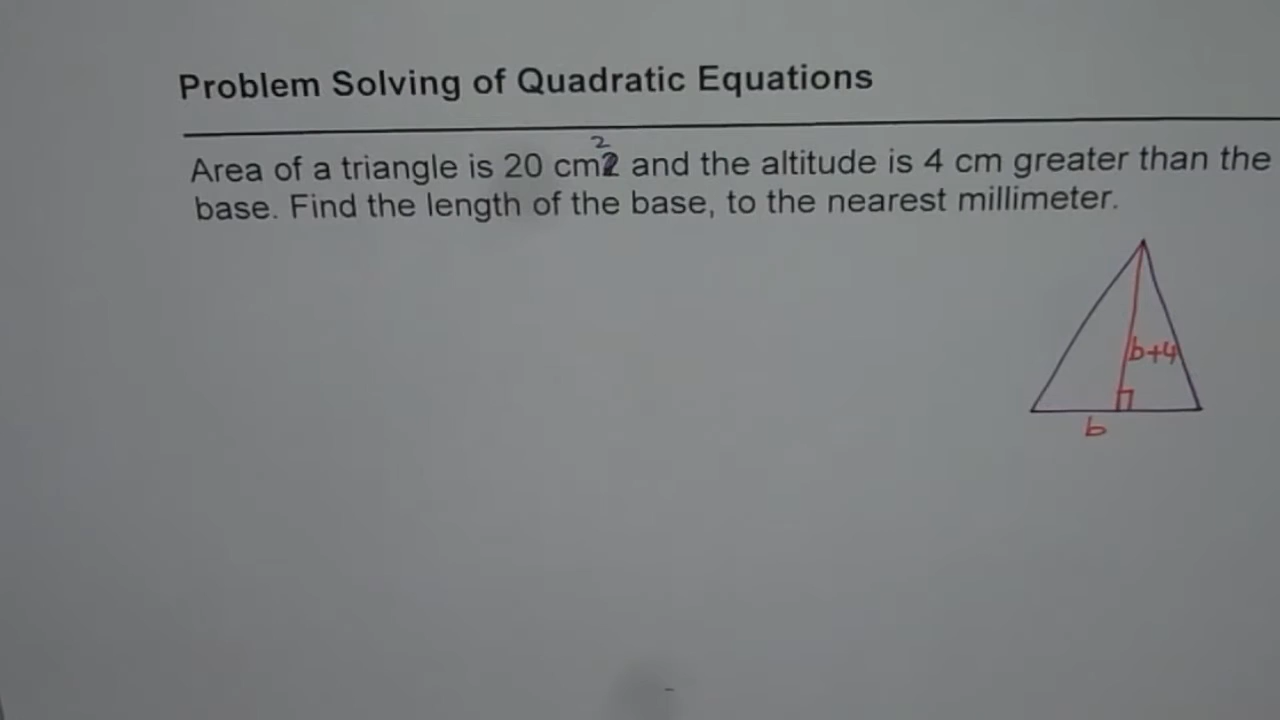 Problem Solving of Quadratic Equations
2
Area of a triangle is 20 cm2 and the altitude is 4 cm greater than the
base. Find the length of the base, to the nearest millimeter.
b+4
b